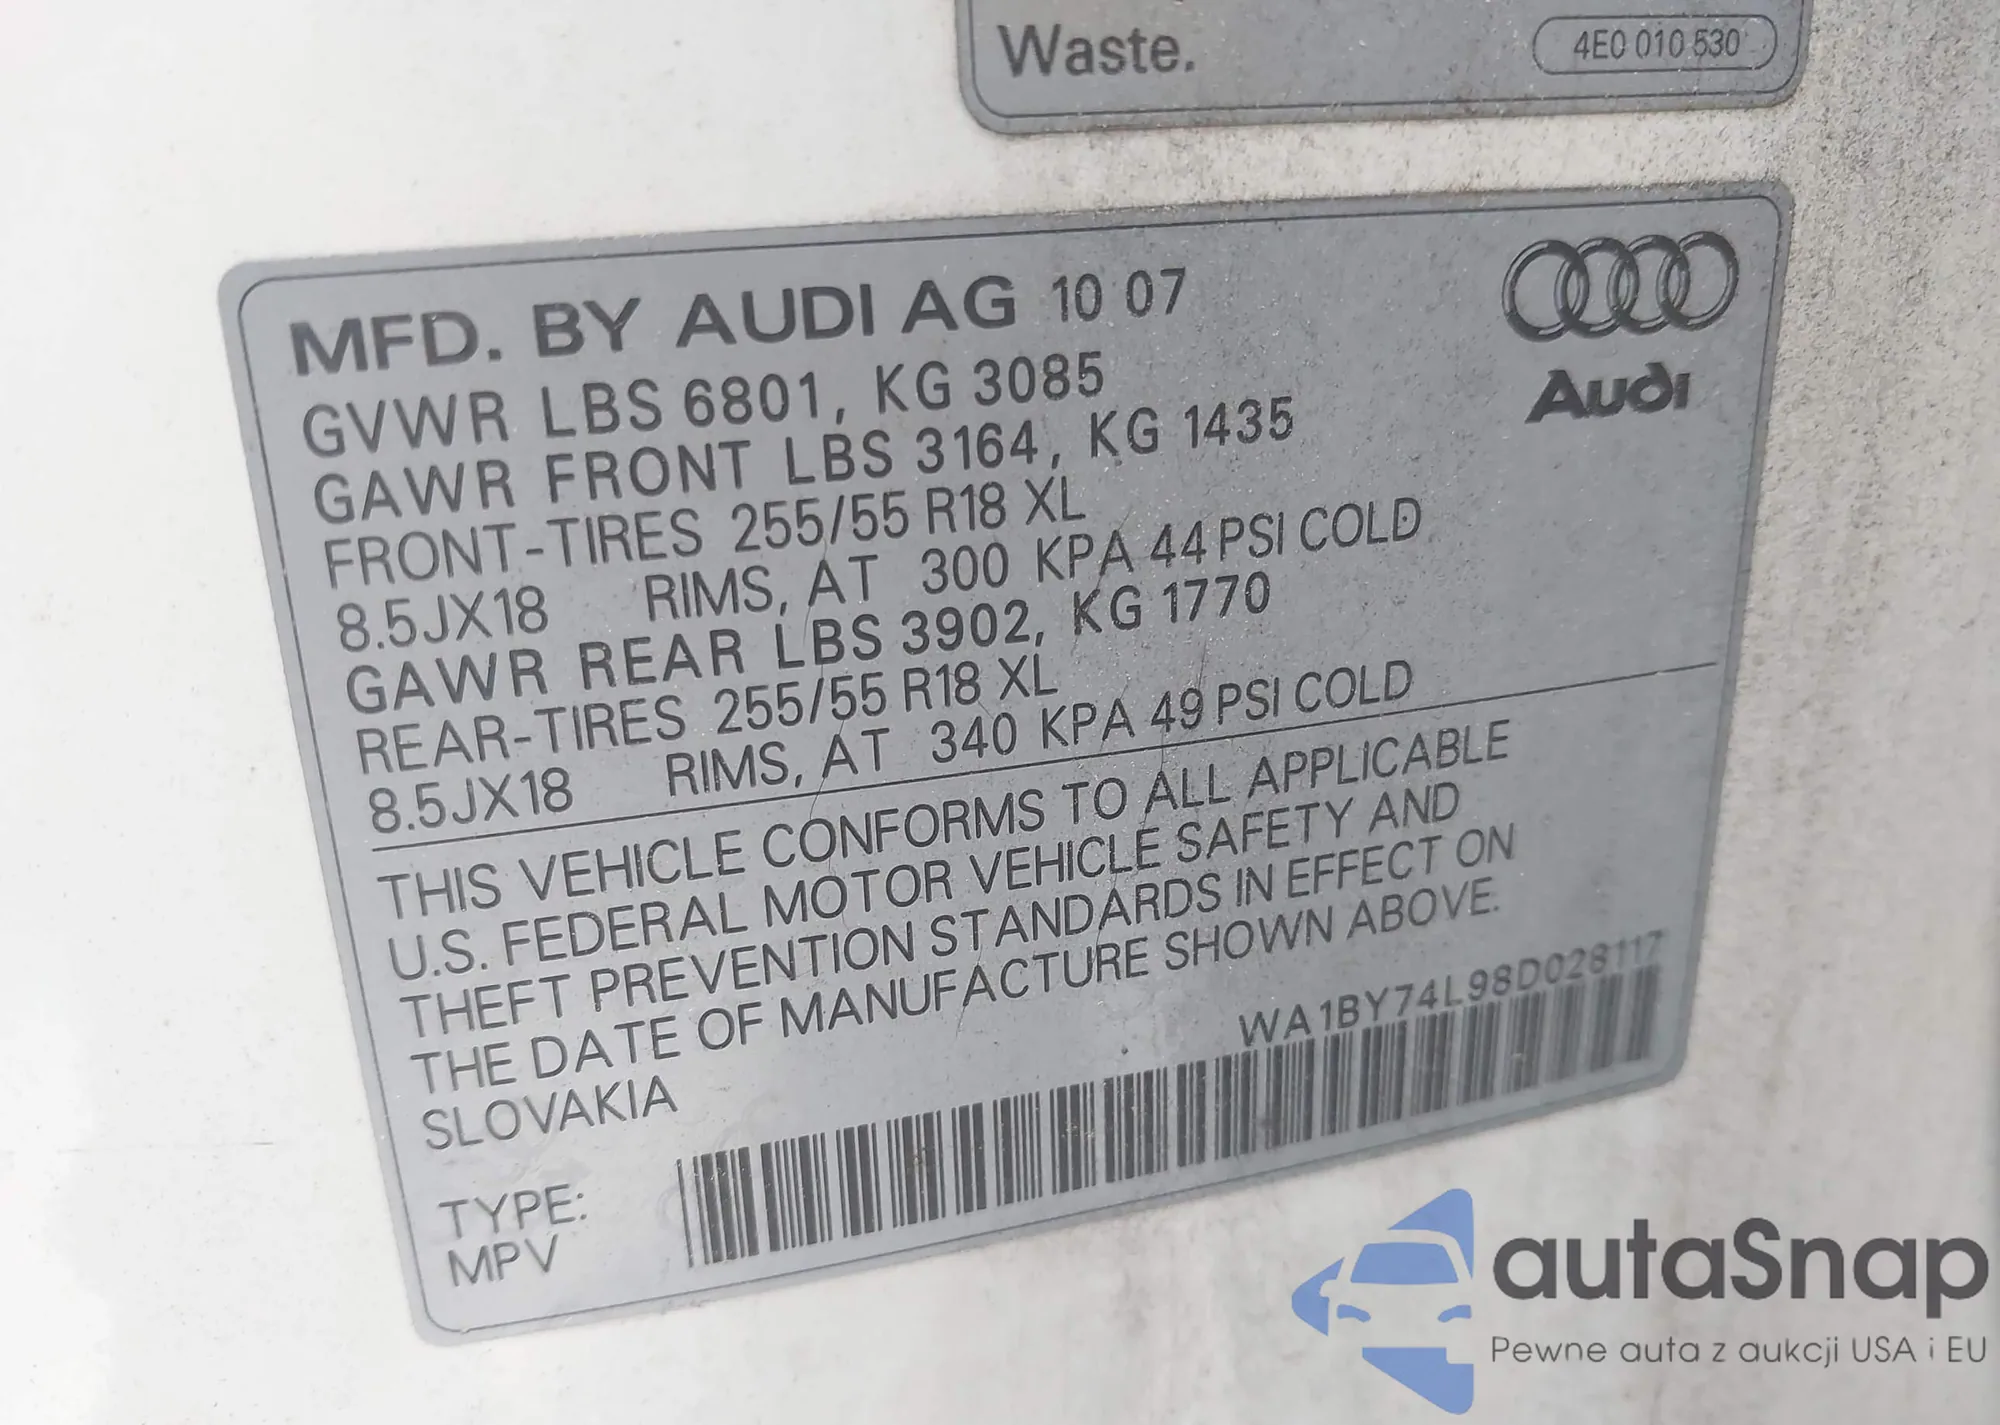 Waste.
4E0 010 530
MFD. BY AUDI AG 10 07
GVWR LBS 6801, KG 3085
GAWR FRONT LBS 3164, KG 1435
FRONT-TIRES 255/55 R18 XL
8.5JX18 RIMS, AT 300 KPA 44 PSI COLD
GAWR REAR LBS 3902, KG 1770
REAR-TIRES 255/55 R18 XL
8.5JX18 RIMS, AT 340 KPA 49 PSI COLD
Audi
THIS VEHICLE CONFORMS TO ALL APPLICABLE
U.S. FEDERAL MOTOR VEHICLE SAFETY AND
THEFT PREVENTION STANDARDS IN EFFECT ON
THE DATE OF MANUFACTURE SHOWN ABOVE.
SLOVAKIA
WA1BY74L98D028117
TYPE:
MPV
autaSnap
Pewne auta z aukcji USA i EU